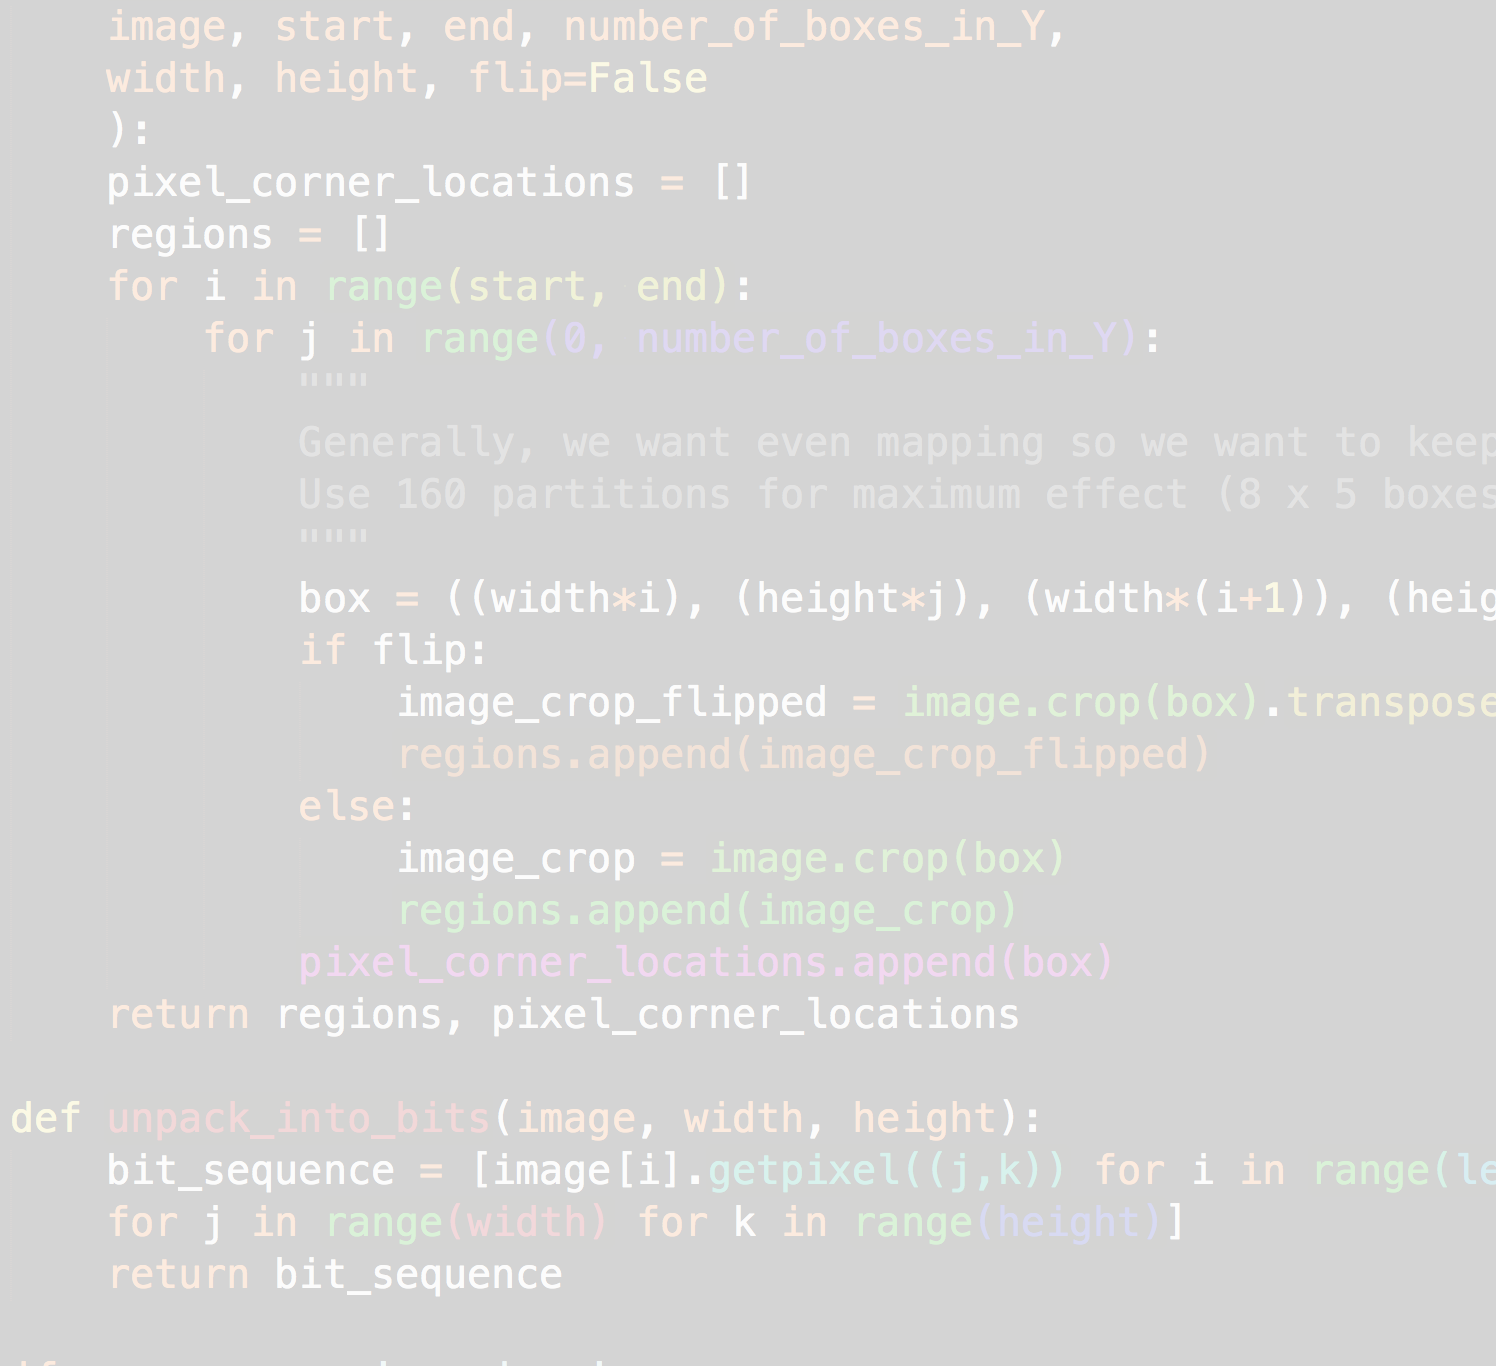 image, start, end, number_of_boxes_in_Y,
width, height, flip=False
):
pixel_corner_locations = []
regions = []
for i in range(start, end):
for j in range(0, number_of_boxes_in_Y):
"""
Generally, we want even mapping so we want to keep
Use 160 partitions for maximum effect (8 x 5 boxes
"""
box = ((width*i), (height*j), (width*(i+1)), (heig
if flip:
image_crop_flipped = image.crop(box).transpose
regions.append(image_crop_flipped)
else:
image_crop = image.crop(box)
regions.append(image_crop)
pixel_corner_locations.append(box)
return regions, pixel_corner_locations
def unpack_into_bits(image, width, height):
bit_sequence = [image[i].getpixel((j,k)) for i in range(le
for j in range(width) for k in range(height)]
return bit_sequence